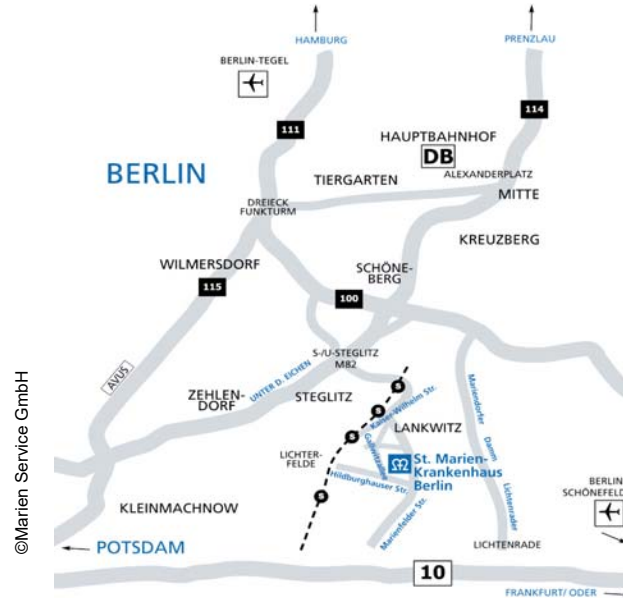 HAMBURG
PRENZLAU
BERLIN-TEGEL
114
111
HAUPTBAHNHOF
DB
BERLIN
TIERGARTEN
ALEXANDERPLATZ
MITTE
DREIECK
FUNKTURM
KREUZBERG
WILMERSDORF
SCHÖNE-
BERG
115
100
S-/U-STEGLITZ
M82
AVUS
UNTER D. EICHEN
ZEHLEN-
DORF
STEGLITZ
S
S
S
S
Kaiser-Wilhelm Str.
Mariendorfer
Damm
Lichtenrader
LANKWITZ
Gallwitzallee
LICHTER-
FELDE
St. Marien-
Krankenhaus
Berlin
Hildburghauser Str.
Marienfelder Str.
BERLIN
SCHÖNEFELD
KLEINMACHNOW
POTSDAM
LICHTENRADE
10
FRANKFURT/ ODER
©Marien Service GmbH